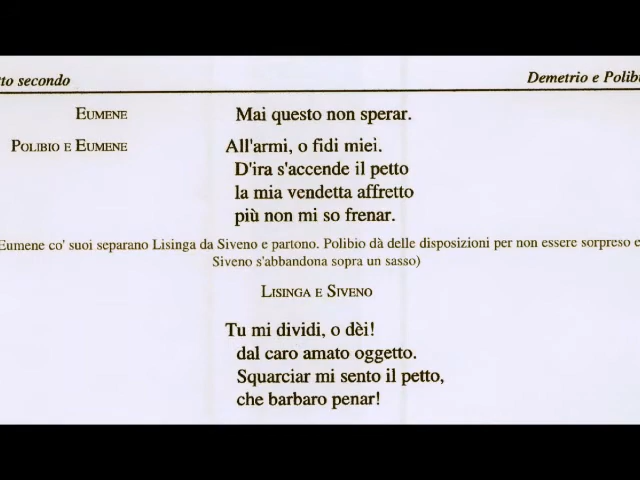 tto secondo Demetrio e Polibi
EUMENE Mai questo non sperar.
POLIBIO E EUMENE All'armi, o fidi miei.
D'ira s'accende il petto
la mia vendetta affretto
più non mi so frenar.
Eumene co' suoi separano Lisinga da Siveno e partono. Polibio dà delle disposizioni per non essere sorpreso e
Siveno s'abbandona sopra un sasso)
LISINGA E SIVENO
Tu mi dividi, o dèi!
dal caro amato oggetto.
Squarciar mi sento il petto,
che barbaro penar!